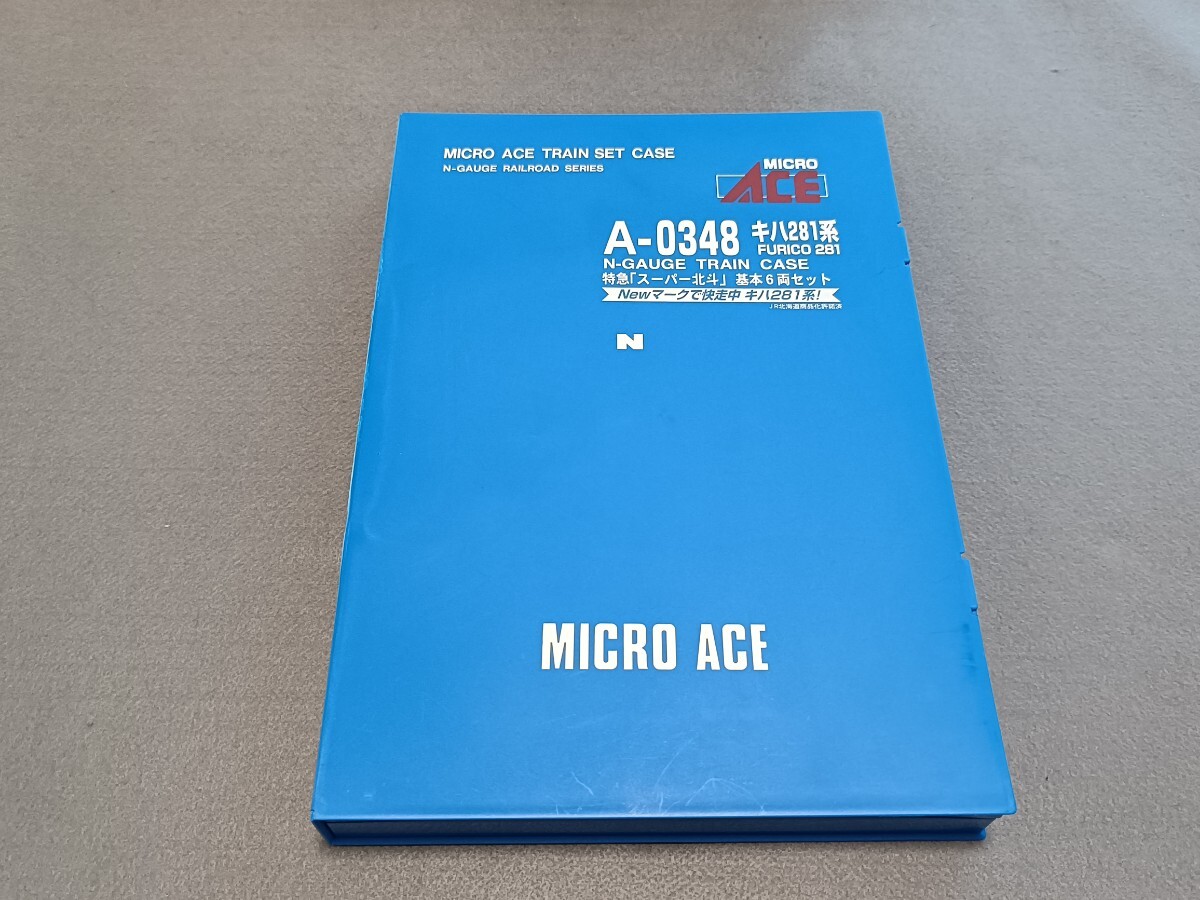 MICRO ACE TRAIN SET CASE
N-GAUGE RAILROAD SERIES
MICRO
ACE
A-0348 キハ281系
FURICO 281
N-GAUGE TRAIN CASE
特急「スーパー北斗」 基本6両セット
Newマークで快走中 キハ281系!
JR北海道商品化許諾済
N
MICRO ACE